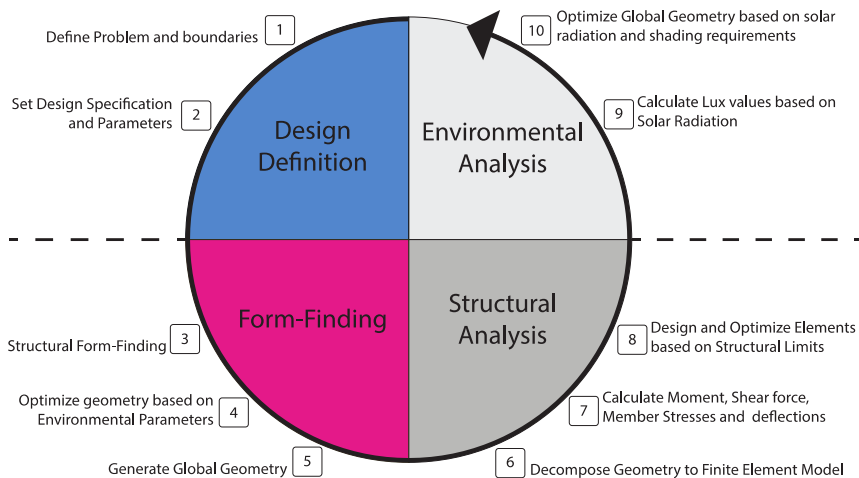 1
Define Problem and boundaries
2
Set Design Specification
and Parameters
Design
Definition
3
Structural Form-Finding
4
Optimize geometry based on
Environmental Parameters
5
Generate Global Geometry
Form-Finding
6
Decompose Geometry to Finite Element Model
7
Calculate Moment, Shear force,
Member Stresses and deflections
8
Design and Optimize Elements
based on Structural Limits
Structural
Analysis
9
Calculate Lux values based on
Solar Radiation
10
Optimize Global Geometry based on solar
radiation and shading requirements
Environmental
Analysis